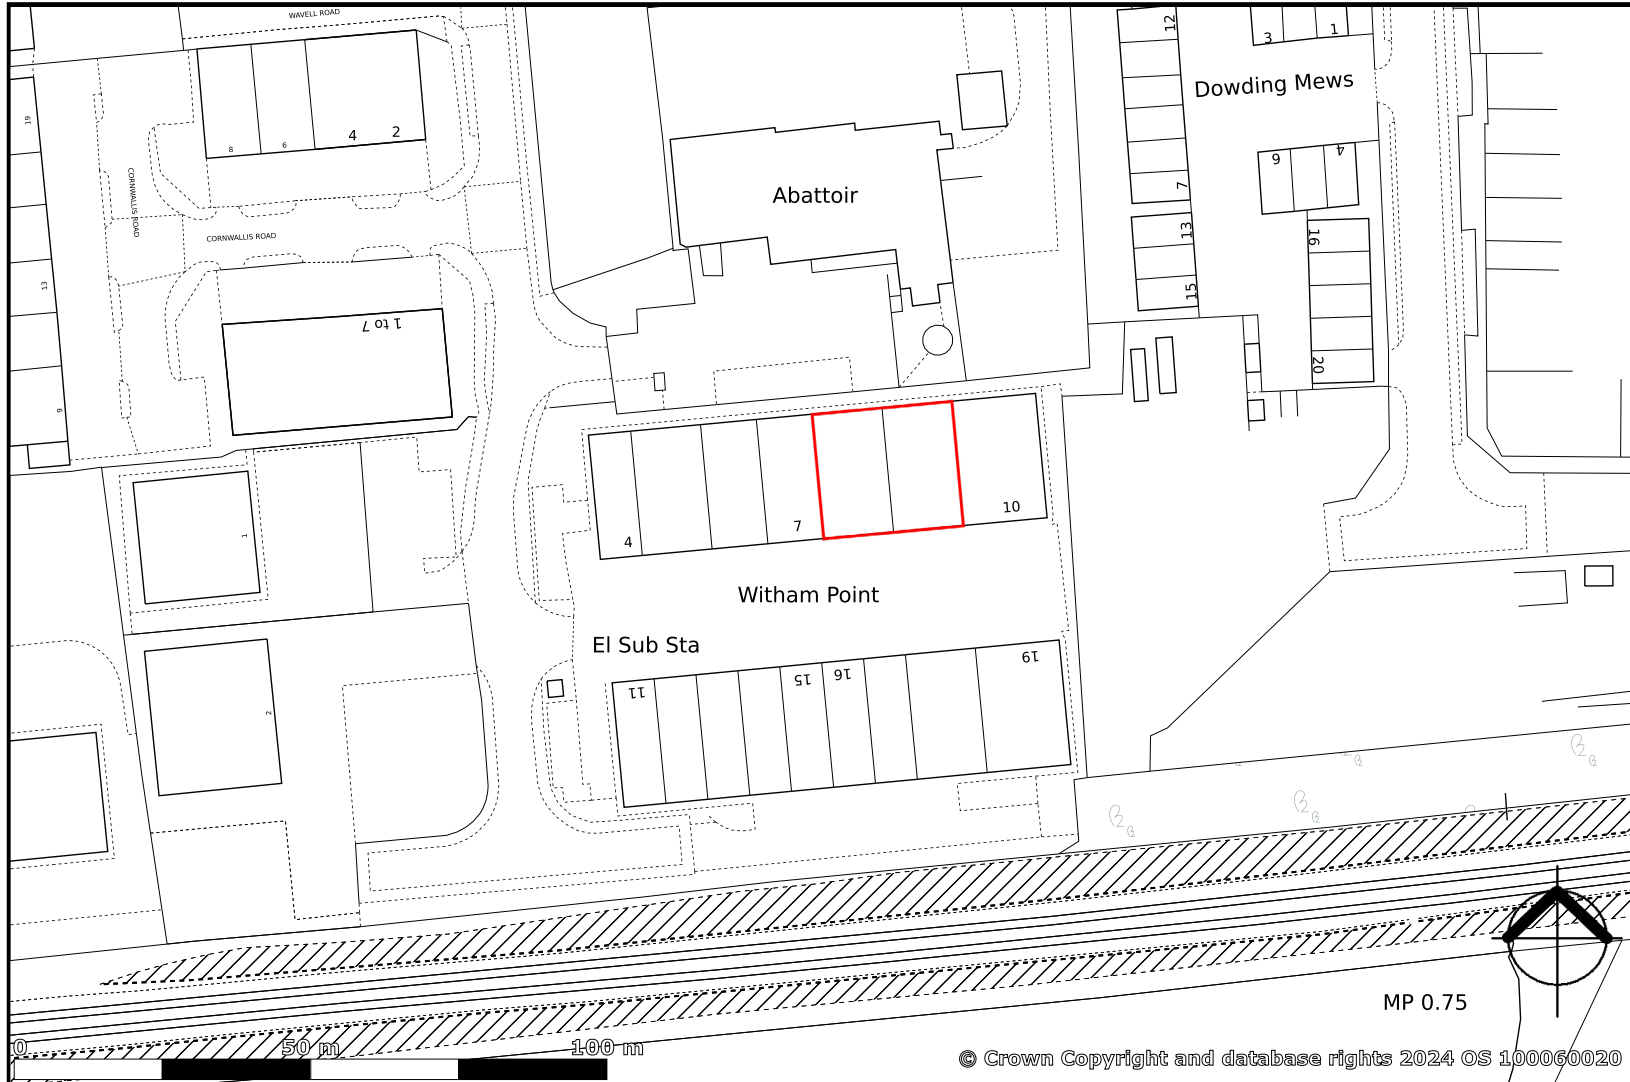 WAVELL ROAD
12
3
1
Dowding Mews
19
8
6
4
2
6
4
Abattoir
7
CORNWALLIS ROAD
CORNWALLIS ROAD
13
16
13
15
1 to 7
20
9
10
7
4
1
Witham Point
El Sub Sta
19
11
15
16
2
MP 0.75
0
50 m
100 m
© Crown Copyright and database rights 2024 OS 100060020